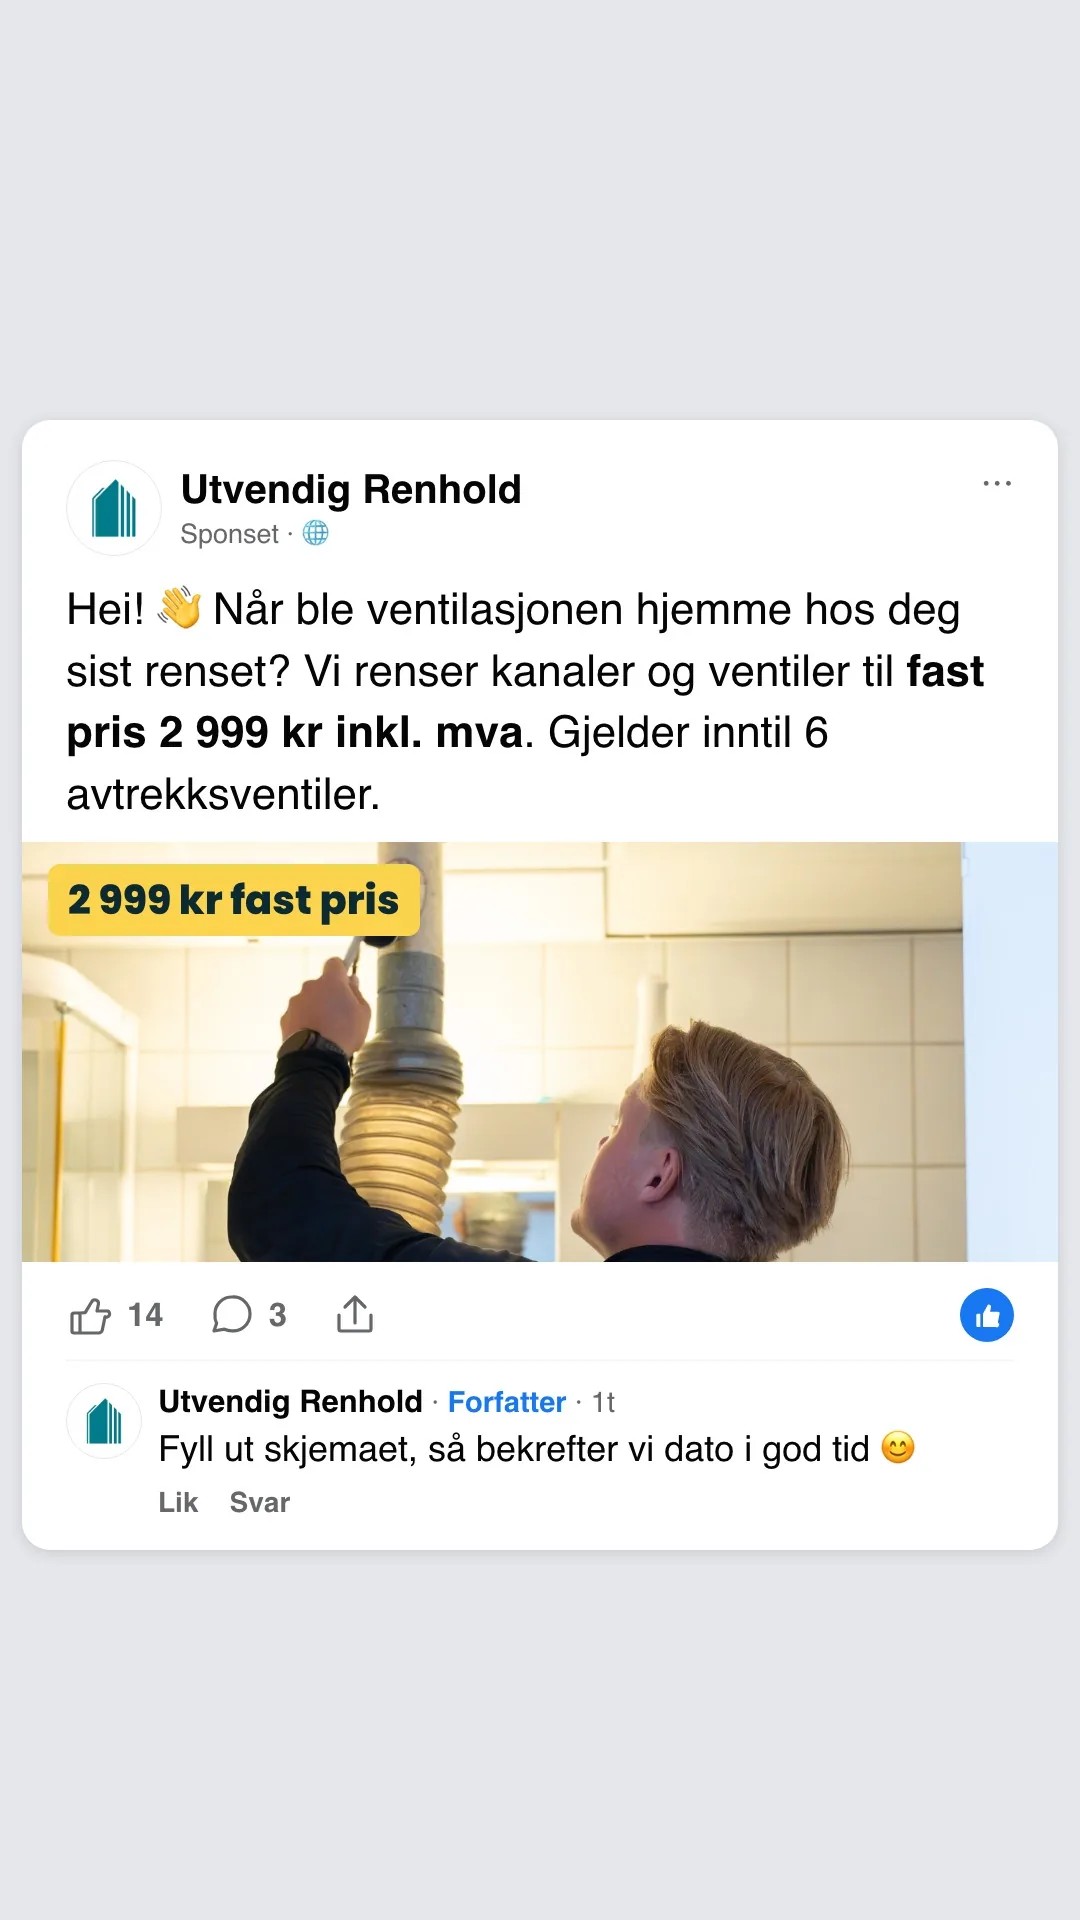 Utvendig Renhold
Sponset ·
Hei! 👋 Når ble ventilasjonen hjemme hos deg
sist renset? Vi renser kanaler og ventiler til fast
pris 2 999 kr inkl. mva. Gjelder inntil 6
avtrekksventiler.
2 999 kr fast pris
14 3
Utvendig Renhold · Forfatter · 1t
Fyll ut skjemaet, så bekrefter vi dato i god tid 😊
Lik Svar